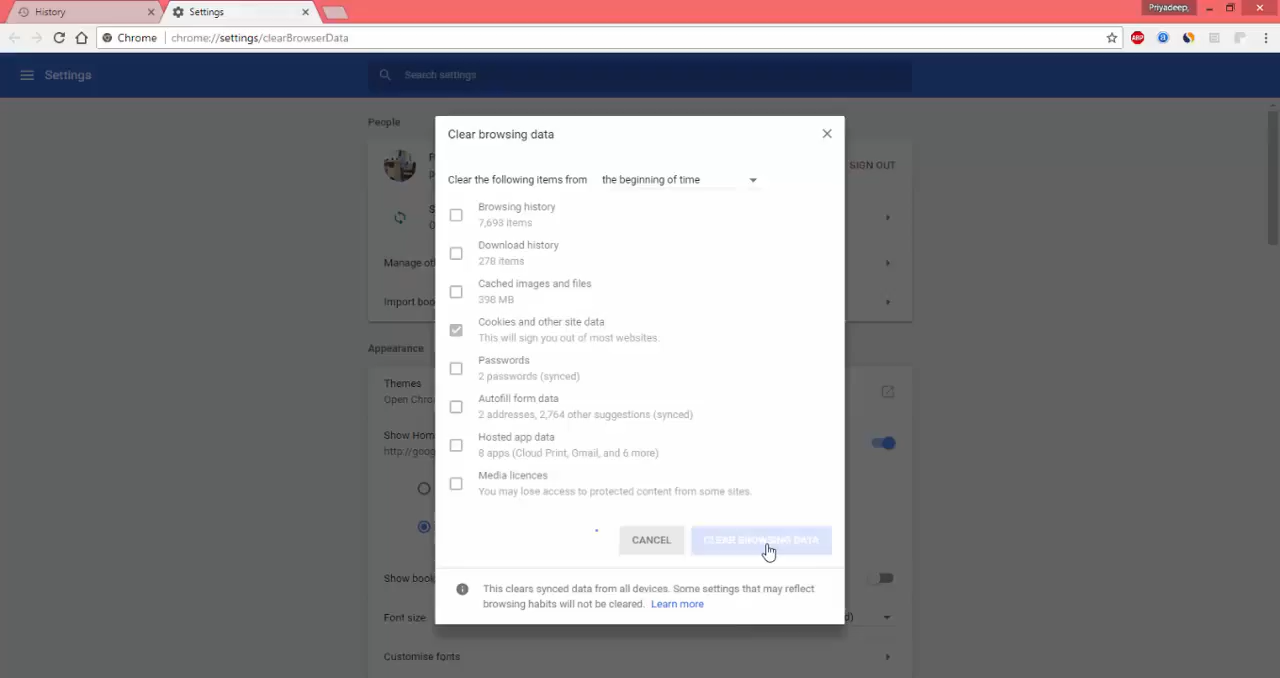 History
Settings
Priyadeep,
Chrome
chrome://settings/clearBrowserData
ABP
Settings
Search settings
People
SIGN OUT
Manage ot
Import boo
Appearance
Themes
Open Chro
Show Hom
http://goog
Show book
Font size
Customise fonts
Clear browsing data
Clear the following items from the beginning of time
Browsing history
7,693 items
Download history
278 items
Cached images and files
398 MB
Cookies and other site data
This will sign you out of most websites.
Passwords
2 passwords (synced)
Autofill form data
2 addresses, 2,764 other suggestions (synced)
Hosted app data
8 apps (Cloud Print, Gmail, and 6 more)
Media licences
You may lose access to protected content from some sites.
CANCEL
CLEAR BROWSING DATA
This clears synced data from all devices. Some settings that may reflect
browsing habits will not be cleared. Learn more